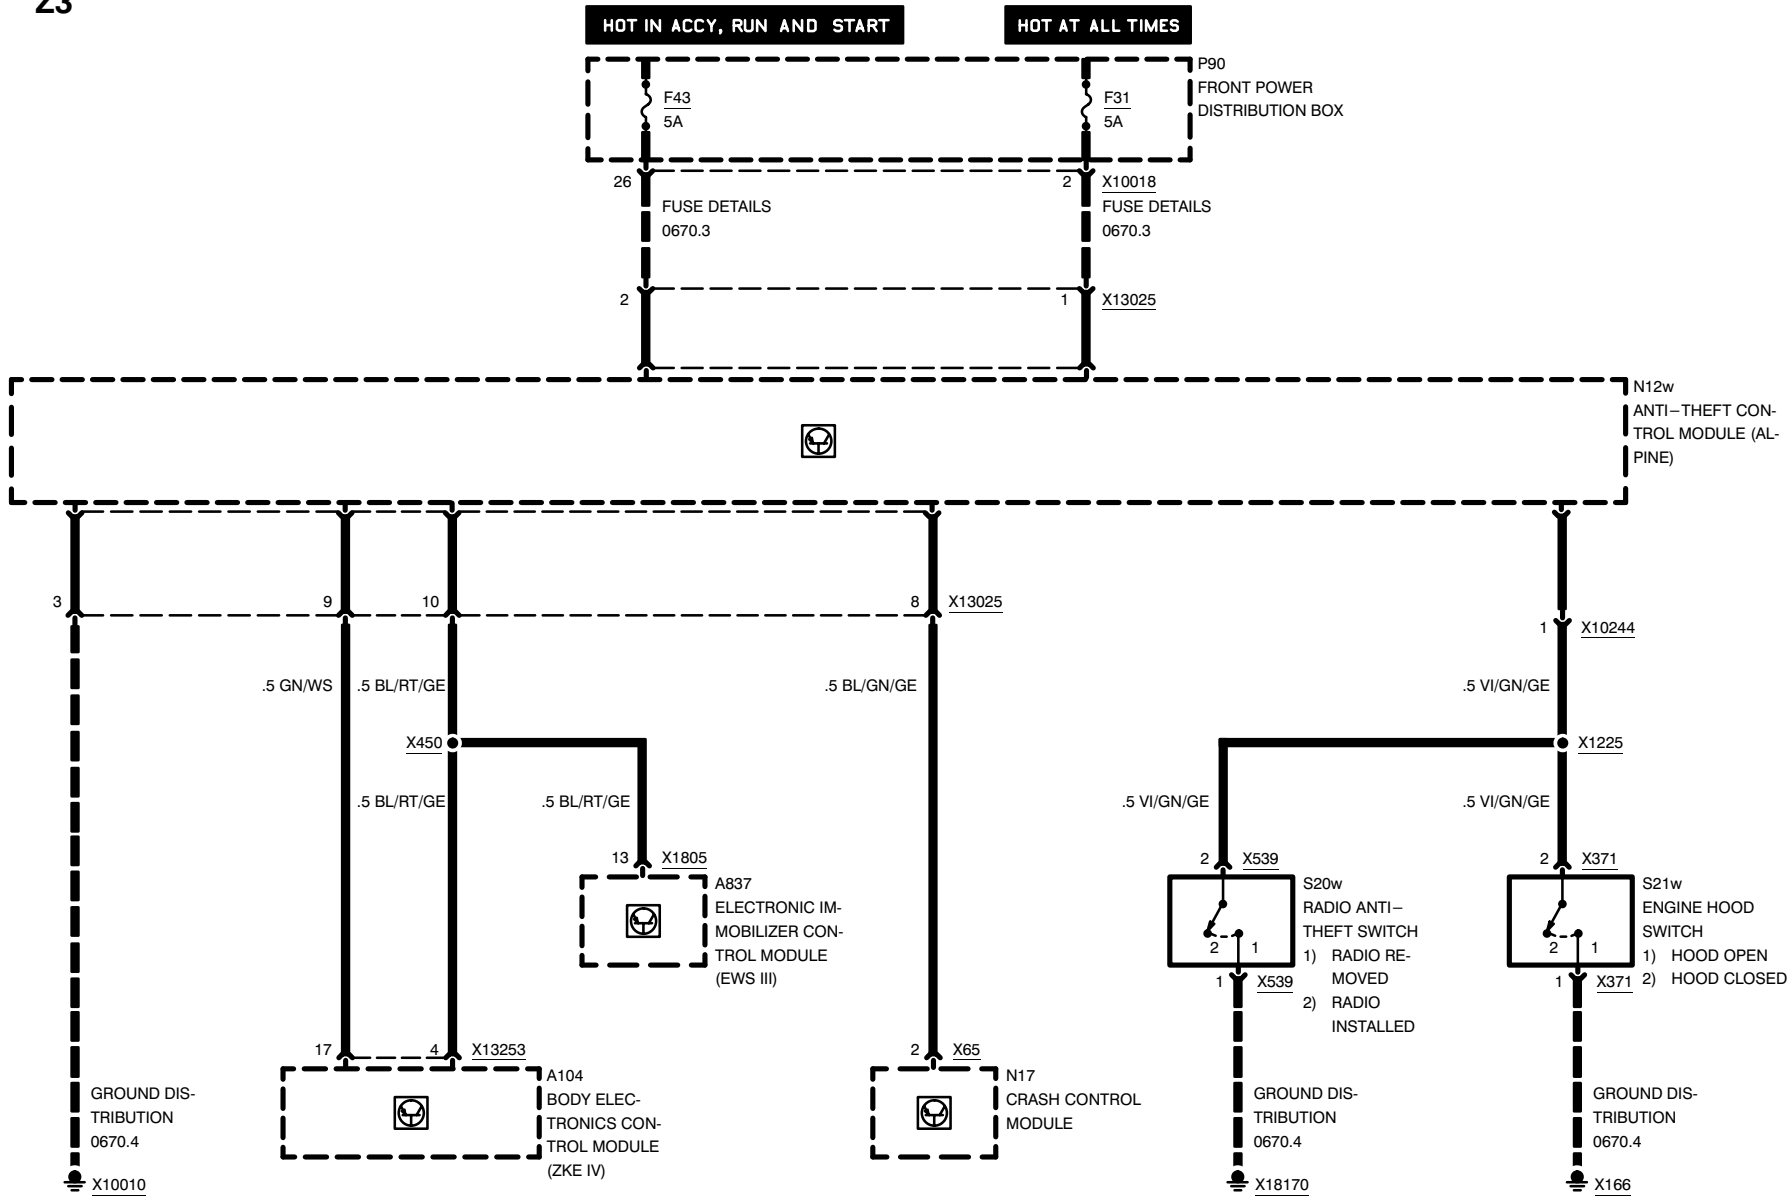 Z3
HOT IN ACCY, RUN AND START
HOT AT ALL TIMES
P90
FRONT POWER
DISTRIBUTION BOX
F43
5A
F31
5A
26
2
X10018
FUSE DETAILS
0670.3
FUSE DETAILS
0670.3
2
1
X13025
N12w
ANTI–THEFT CON-
TROL MODULE (AL-
PINE)
3
9
10
8
X13025
1
X10244
.5 GN/WS
.5 BL/RT/GE
.5 BL/GN/GE
.5 VI/GN/GE
X450
X1225
.5 BL/RT/GE
.5 BL/RT/GE
.5 VI/GN/GE
.5 VI/GN/GE
13
X1805
2
X539
2
X371
A837
ELECTRONIC IM-
MOBILIZER CON-
TROL MODULE
(EWS III)
S20w
RADIO ANTI–
THEFT SWITCH
1) RADIO RE-
MOVED
2) RADIO
INSTALLED
2
1
1
X539
S21w
ENGINE HOOD
SWITCH
1) HOOD OPEN
2) HOOD CLOSED
2
1
1
X371
17
4
X13253
2
X65
A104
BODY ELEC-
TRONICS CON-
TROL MODULE
(ZKE IV)
N17
CRASH CONTROL
MODULE
GROUND DIS-
TRIBUTION
0670.4
GROUND DIS-
TRIBUTION
0670.4
GROUND DIS-
TRIBUTION
0670.4
X10010
X18170
X166